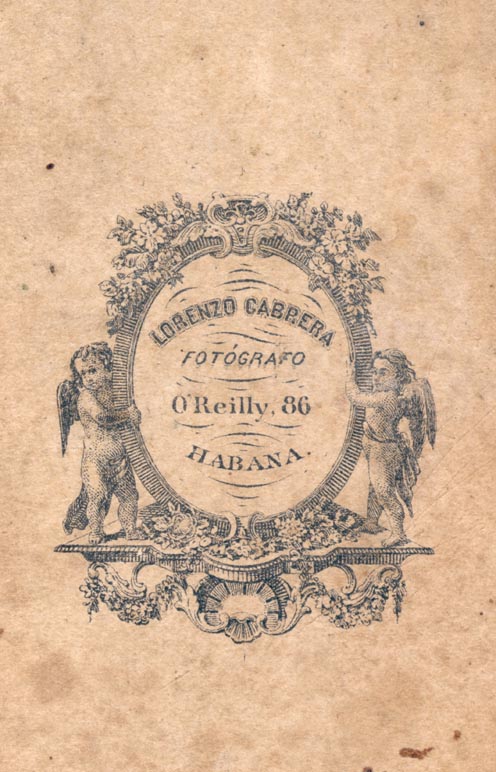 LORENZO CABRERA
FOTÓGRAFO
O'Reilly, 86
HABANA.